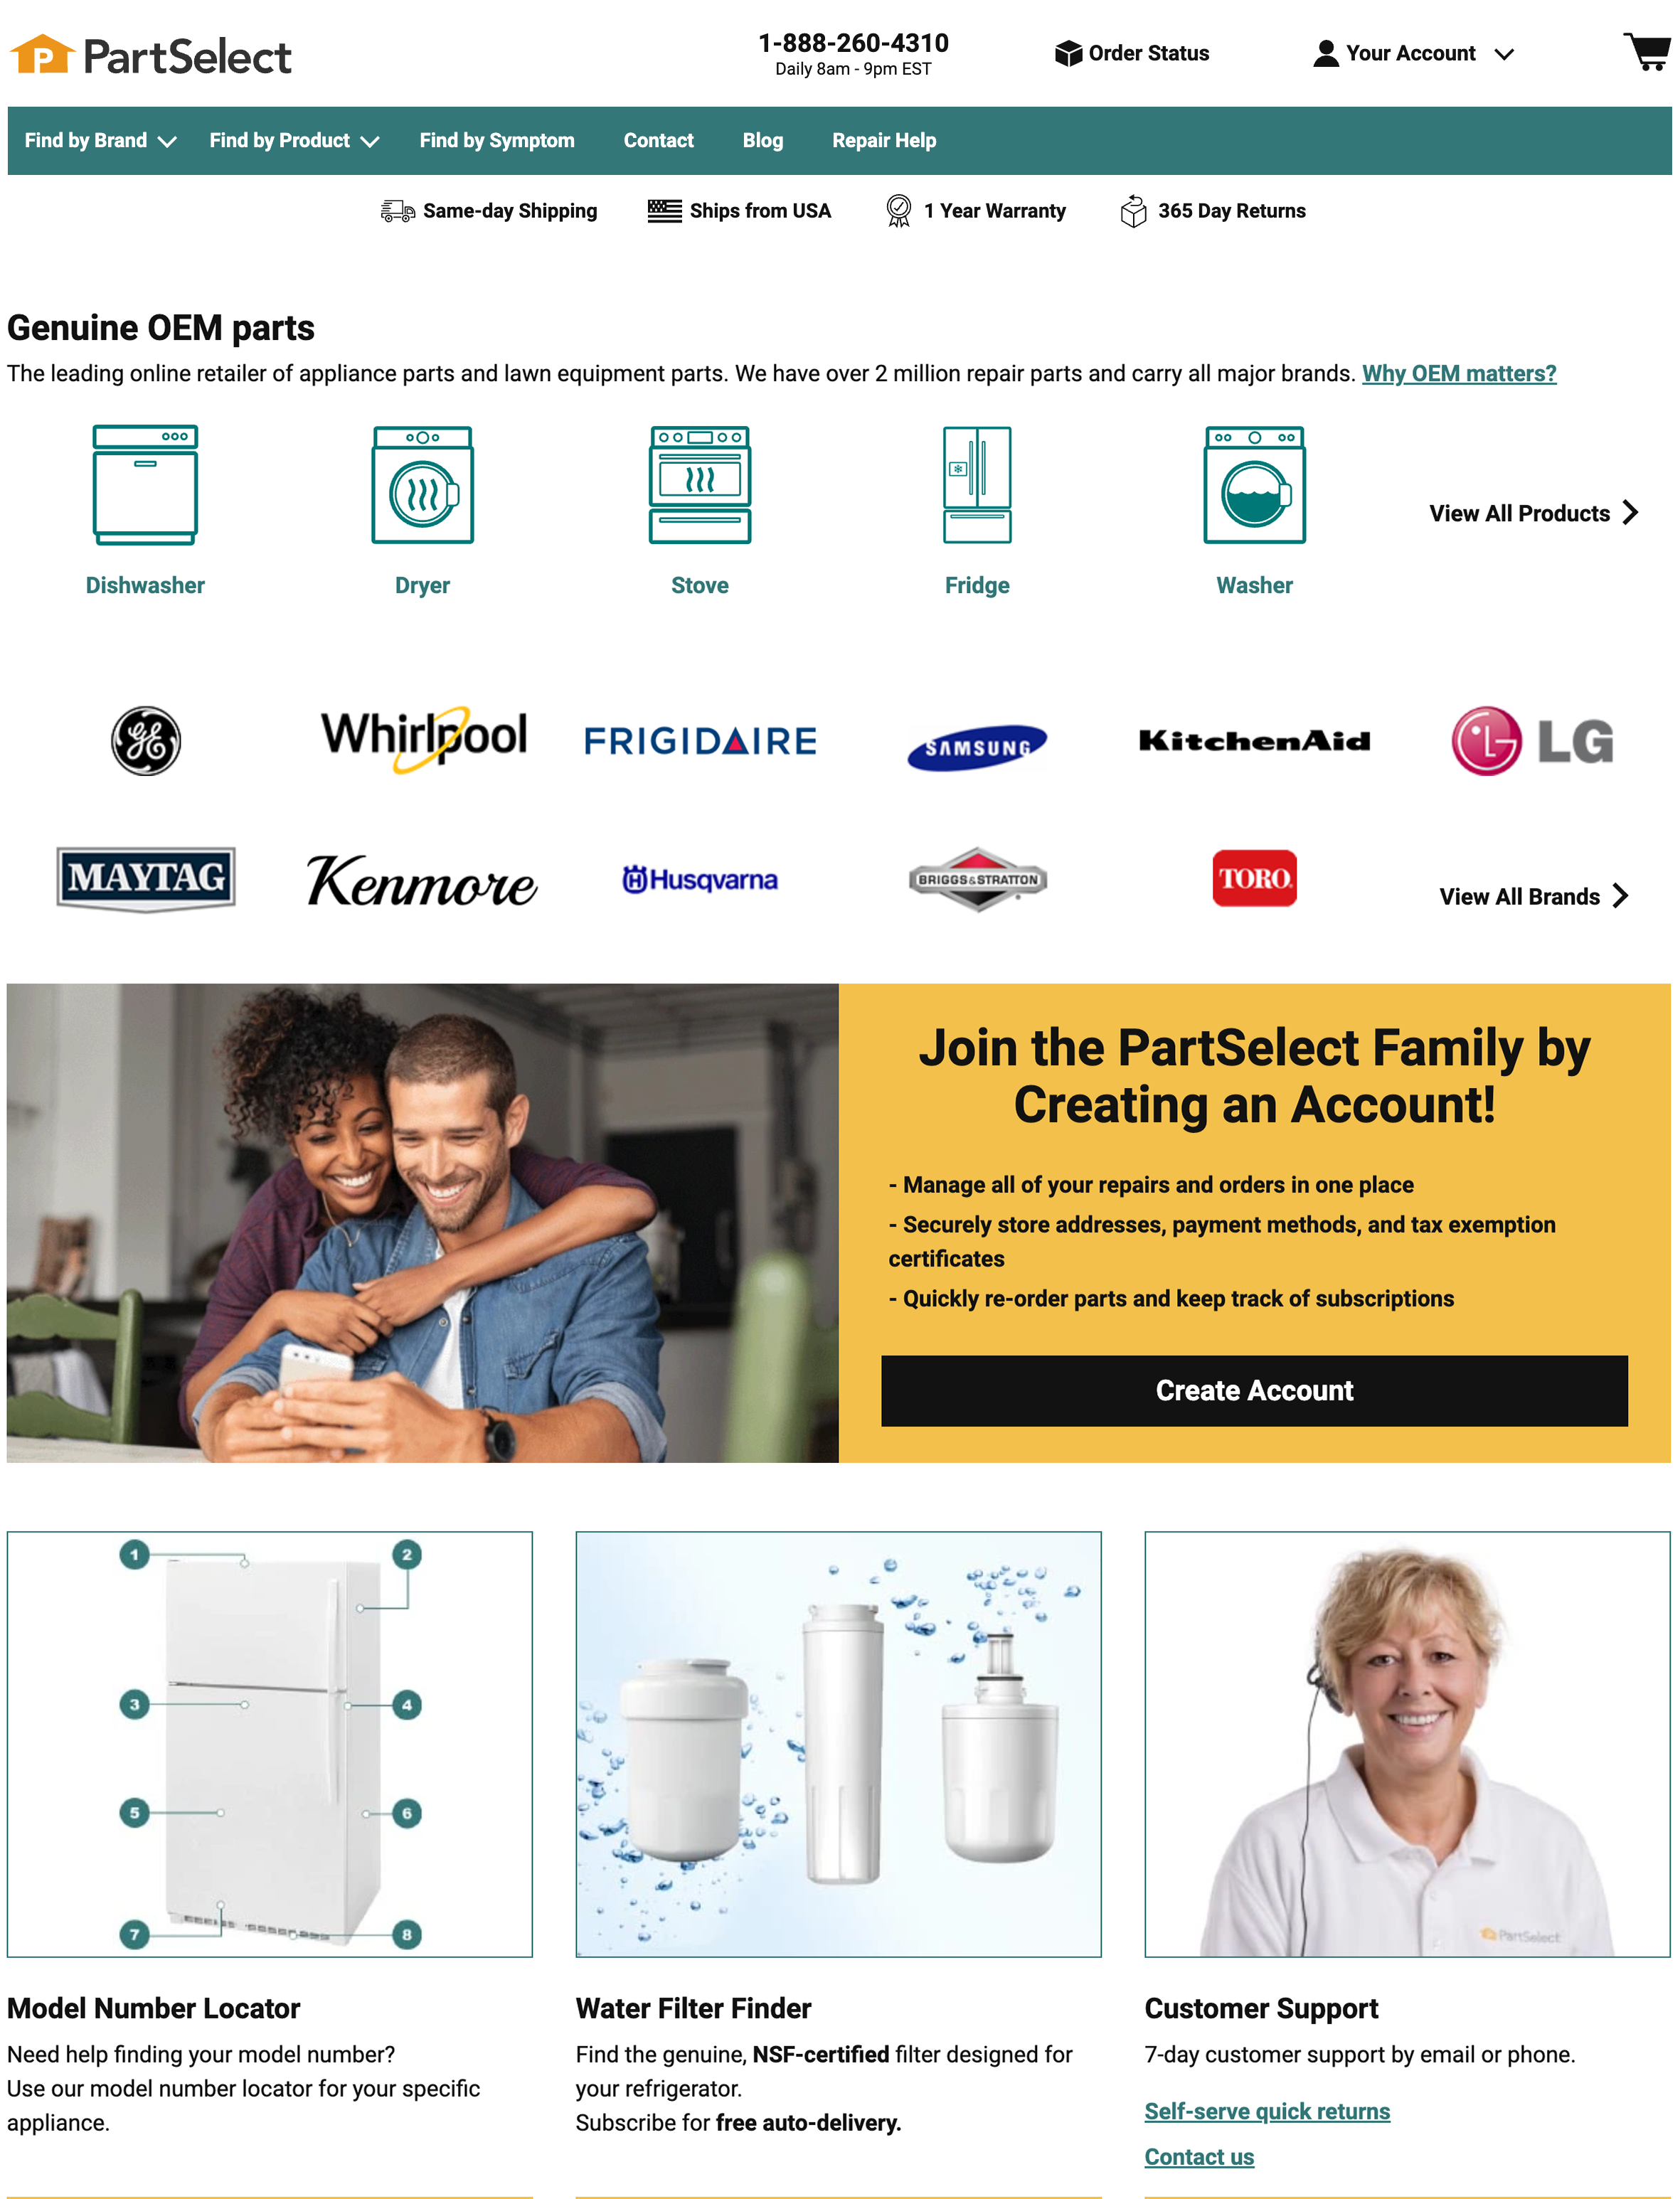 PartSelect
1-888-260-4310
Daily 8am - 9pm EST
Order Status
Your Account
Find by Brand
Find by Product
Find by Symptom
Contact
Blog
Repair Help
Same-day Shipping
Ships from USA
1 Year Warranty
365 Day Returns
Genuine OEM parts
The leading online retailer of appliance parts and lawn equipment parts. We have over 2 million repair parts and carry all major brands. Why OEM matters?
Dishwasher
Dryer
Stove
Fridge
Washer
View All Products
GE
Whirlpool
FRIGIDAIRE
SAMSUNG
KitchenAid
LG
MAYTAG
Kenmore
Husqvarna
BRIGGS&STRATTON
TORO
View All Brands
Join the PartSelect Family by
Creating an Account!
- Manage all of your repairs and orders in one place
- Securely store addresses, payment methods, and tax exemption
certificates
- Quickly re-order parts and keep track of subscriptions
Create Account
1
2
3
4
5
6
7
8
PartSelect
Model Number Locator
Need help finding your model number?
Use our model number locator for your specific
appliance.
Water Filter Finder
Find the genuine, NSF-certified filter designed for
your refrigerator.
Subscribe for free auto-delivery.
Customer Support
7-day customer support by email or phone.
Self-serve quick returns
Contact us